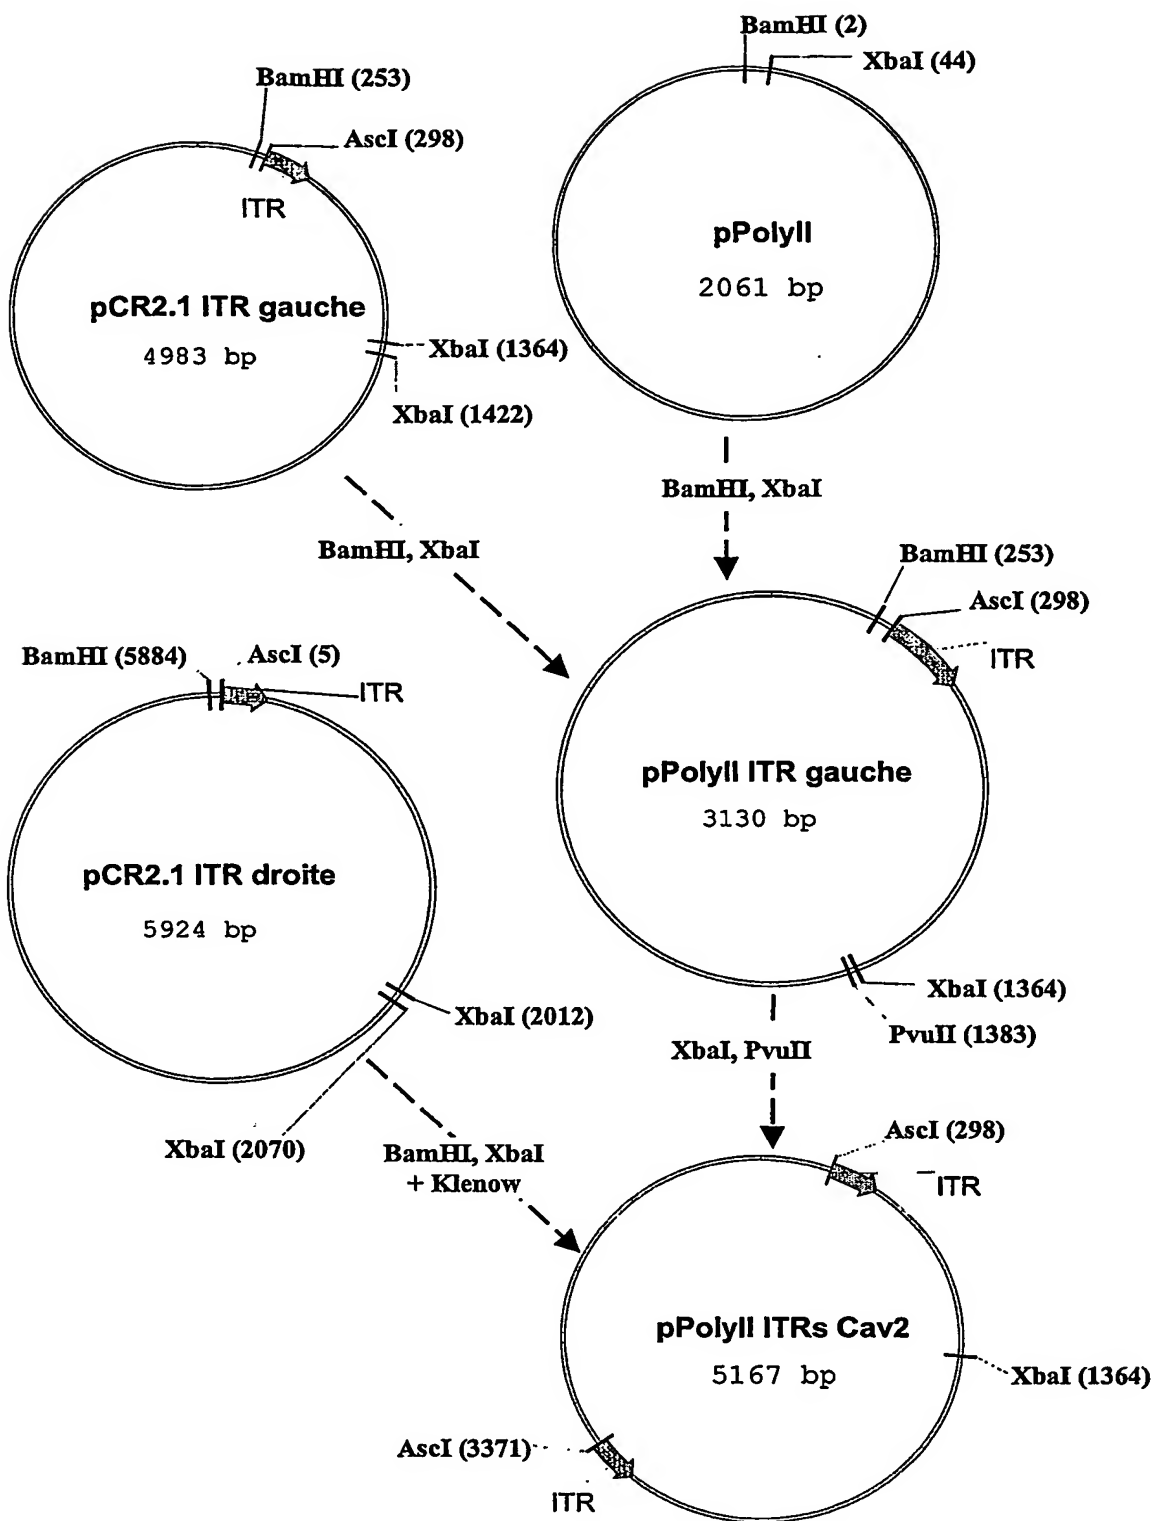 BamHI (253)
AscI (298)
ITR
pCR2.1 ITR gauche
4983 bp
XbaI (1364)
XbaI (1422)
BamHI (2)
XbaI (44)
pPolyII
2061 bp
BamHI, XbaI
BamHI, XbaI
BamHI (253)
AscI (298)
ITR
pPolyII ITR gauche
3130 bp
XbaI (1364)
PvuII (1383)
BamHI (5884)
AscI (5)
ITR
pCR2.1 ITR droite
5924 bp
XbaI (2012)
XbaI (2070)
XbaI, PvuII
BamHI, XbaI
+ Klenow
AscI (298)
ITR
pPolyII ITRs Cav2
5167 bp
XbaI (1364)
AscI (3371)
ITR